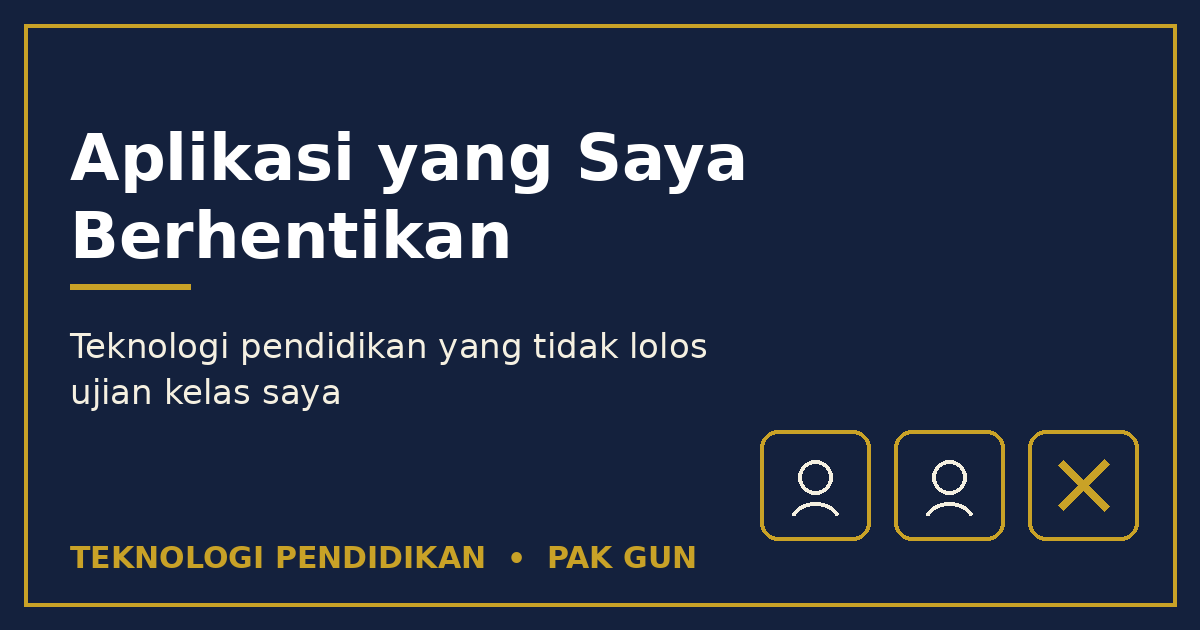 Aplikasi yang Saya
Berhentikan
Teknologi pendidikan yang tidak lolos
ujian kelas saya
TEKNOLOGI PENDIDIKAN • PAK GUN